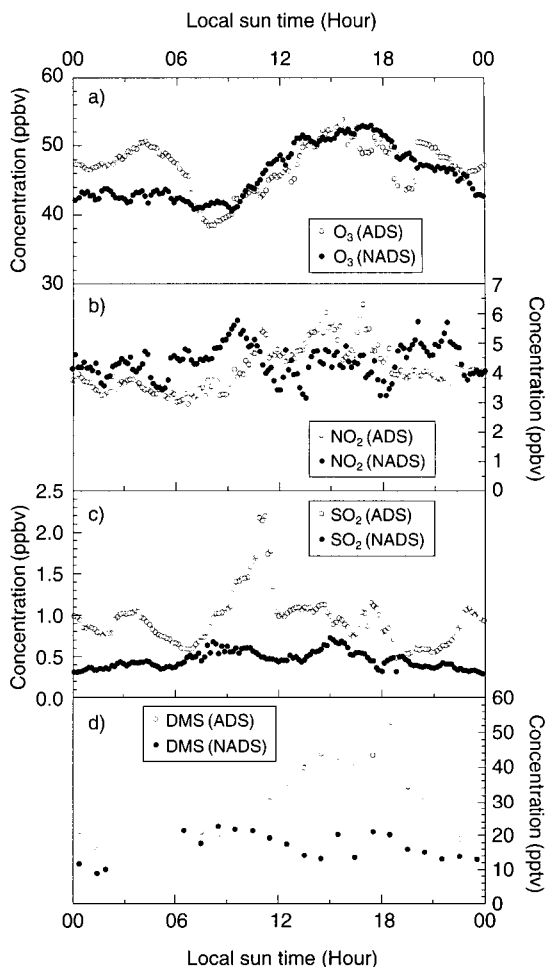 Local sun time (Hour)
00 06 12 18 00
60
50
40
30
Concentration (ppbv)
a)
O₃ (ADS)
O₃ (NADS)
7
6
5
4
3
2
1
0
Concentration (ppbv)
b)
NO₂ (ADS)
NO₂ (NADS)
2.5
2.0
1.5
1.0
0.5
0.0
Concentration (ppbv)
c)
SO₂ (ADS)
SO₂ (NADS)
60
50
40
30
20
10
0
Concentration (pptv)
d)
DMS (ADS)
DMS (NADS)
00 06 12 18 00
Local sun time (Hour)